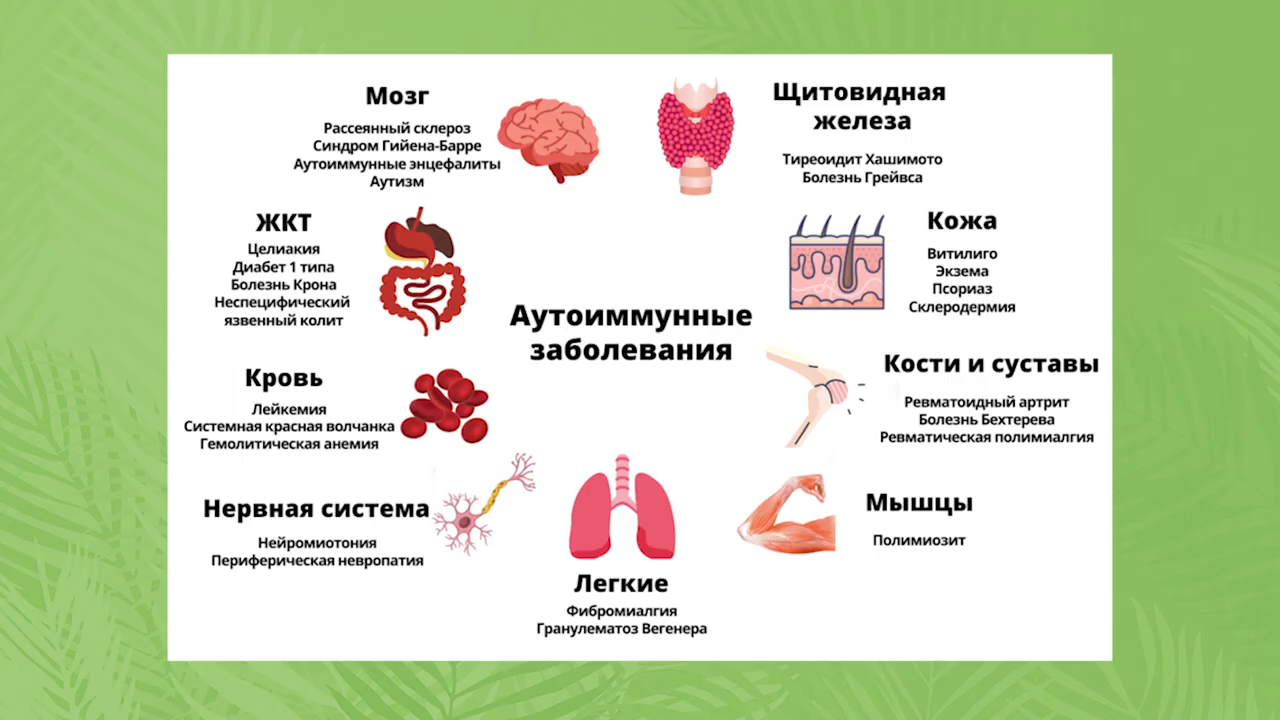 Мозг
Рассеянный склероз
Синдром Гийена-Барре
Аутоиммунные энцефалиты
Аутизм
Щитовидная
железа
Тиреоидит Хашимото
Болезнь Грейвса
ЖКТ
Целиакия
Диабет 1 типа
Болезнь Крона
Неспецифический
язвенный колит
Кожа
Витилиго
Экзема
Псориаз
Склеродермия
Аутоиммунные
заболевания
Кровь
Лейкемия
Системная красная волчанка
Гемолитическая анемия
Кости и суставы
Ревматоидный артрит
Болезнь Бехтерева
Ревматическая полимиалгия
Нервная система
Нейромиотония
Периферическая невропатия
Мышцы
Полимиозит
Легкие
Фибромиалгия
Гранулематоз Вегенера